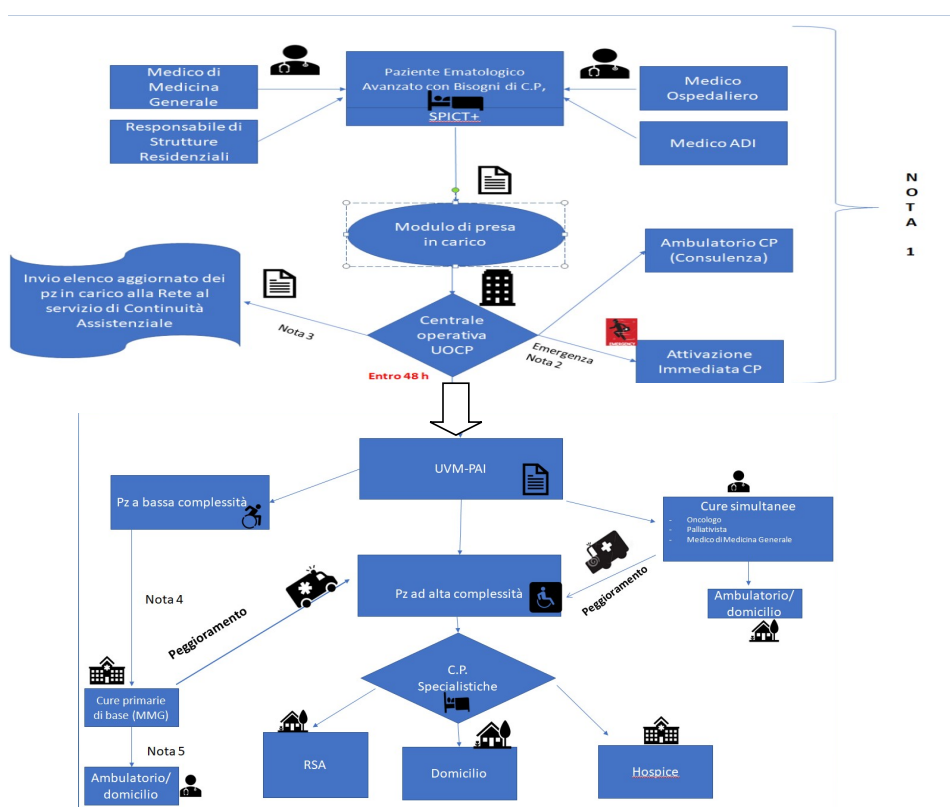 Medico di
Medicina
Generale
Paziente Ematologico
Avanzato con Bisogni di C.P,
SPICT+
Medico
Ospedaliero
Responsabile di
Strutture
Residenziali
Medico ADI
NOTA 1
Modulo di presa
in carico
Ambulatorio CP
(Consulenza)
Invio elenco aggiornato dei
pz in carico alla Rete al
servizio di Continuità
Assistenziale
Nota 3
Centrale
operativa
UOCP
Emergenza
Nota 2
EMERGENCY
Attivazione
Immediata CP
Entro 48 h
UVM-PAI
Pz a bassa complessità
Cure simultanee
- Oncologo
- Palliativista
- Medico di Medicina Generale
Nota 4
Peggioramento
Pz ad alta complessità
Peggioramento
Ambulatorio/
domicilio
C.P.
Specialistiche
Cure primarie
di base (MMG)
Nota 5
Ambulatorio/
domicilio
RSA
Domicilio
Hospice